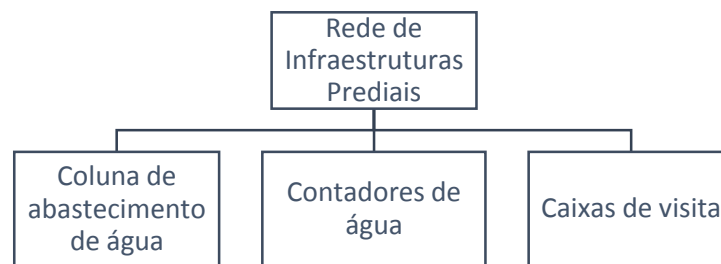 Rede de
Infraestruturas
Prediais
Coluna de
abastecimento
de água
Contadores de
água
Caixas de visita